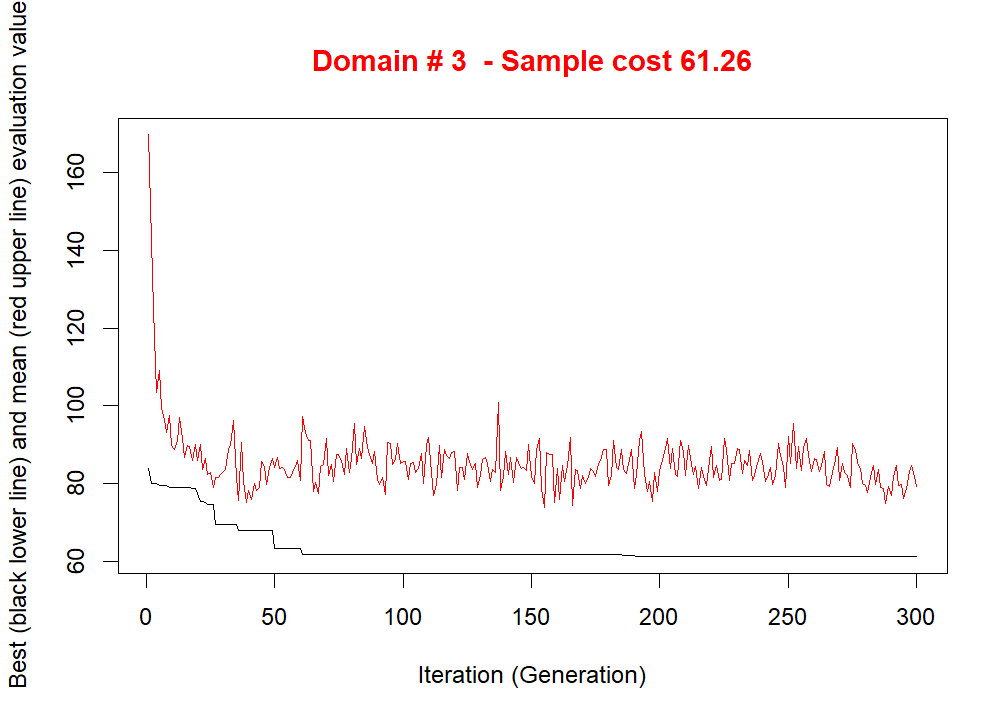 Domain # 3  - Sample cost 61.26
Best (black lower line) and mean (red upper line) evaluation value
160
140
120
100
80
60
0 50 100 150 200 250 300
Iteration (Generation)